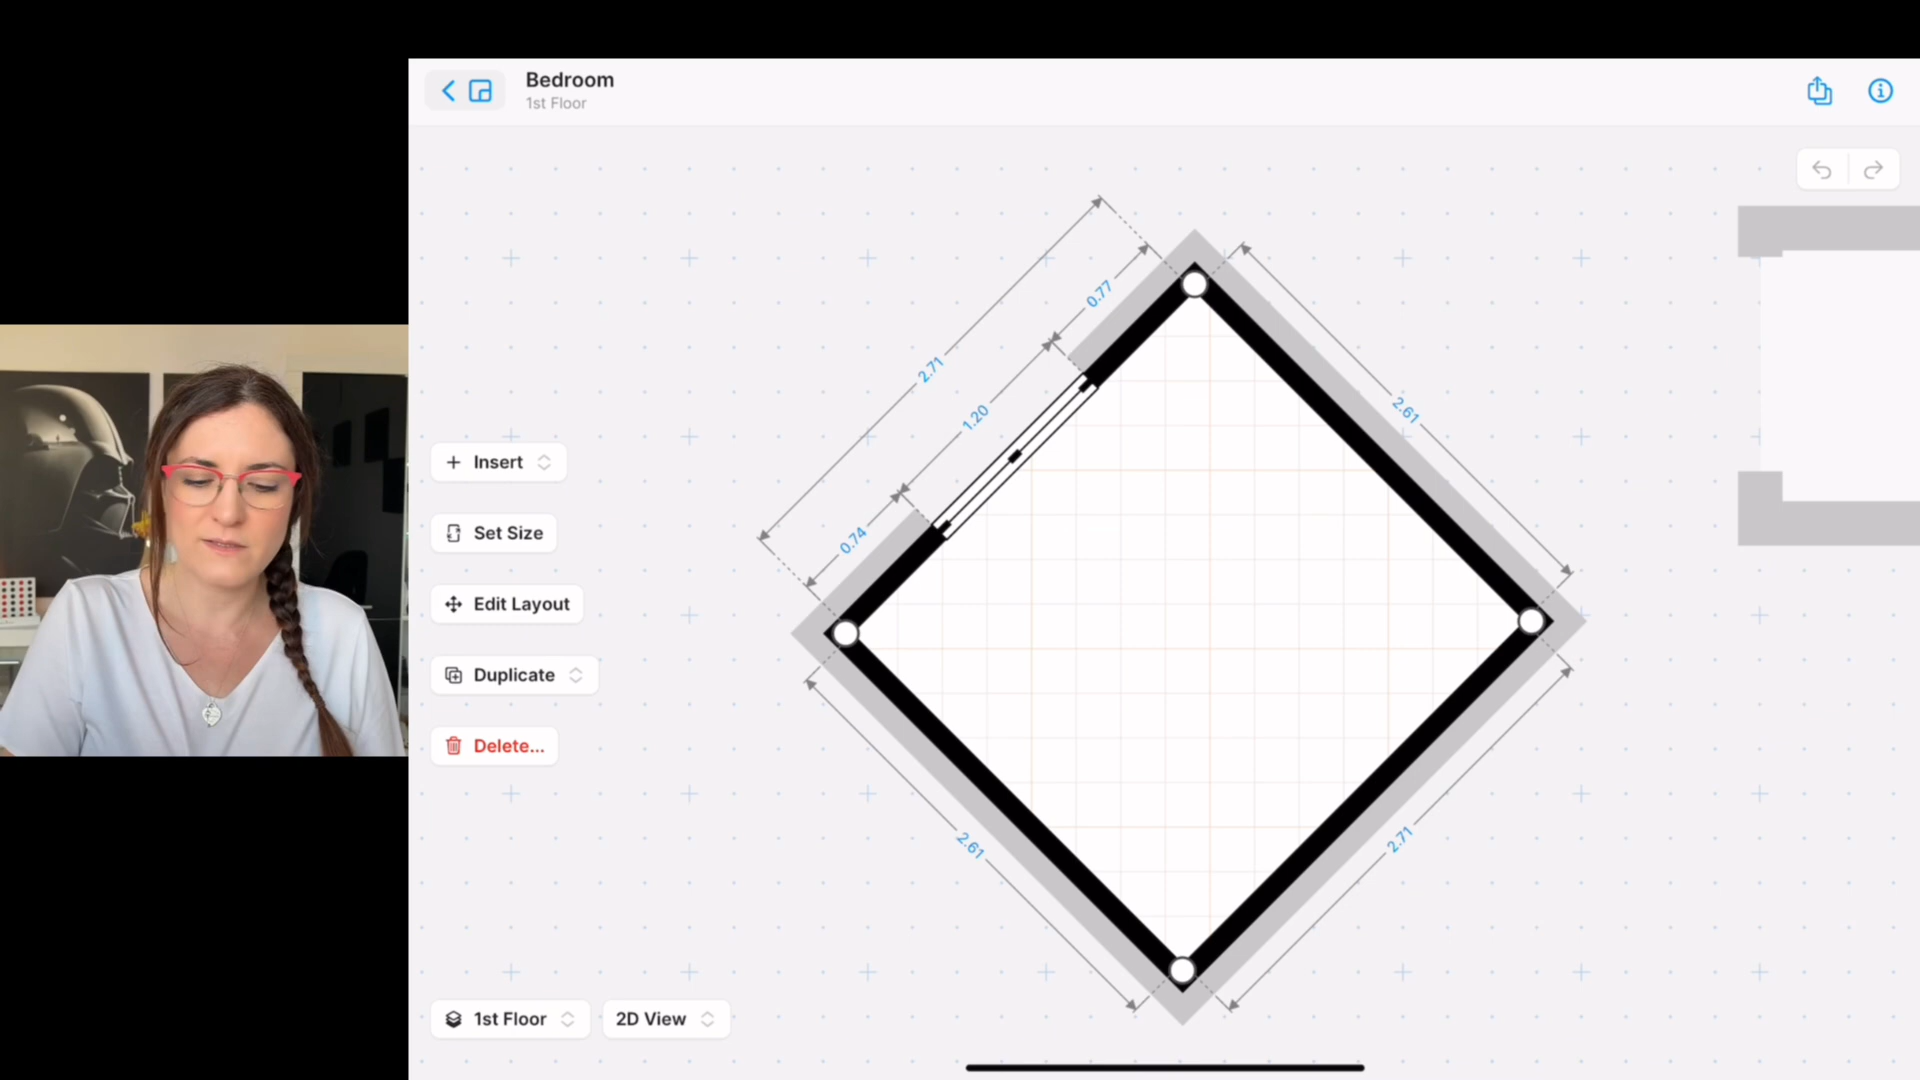 Bedroom
1st Floor
0.77
2.71
1.20
2.61
0.74
Insert
Set Size
Edit Layout
Duplicate
Delete...
2.61
2.71
1st Floor
2D View